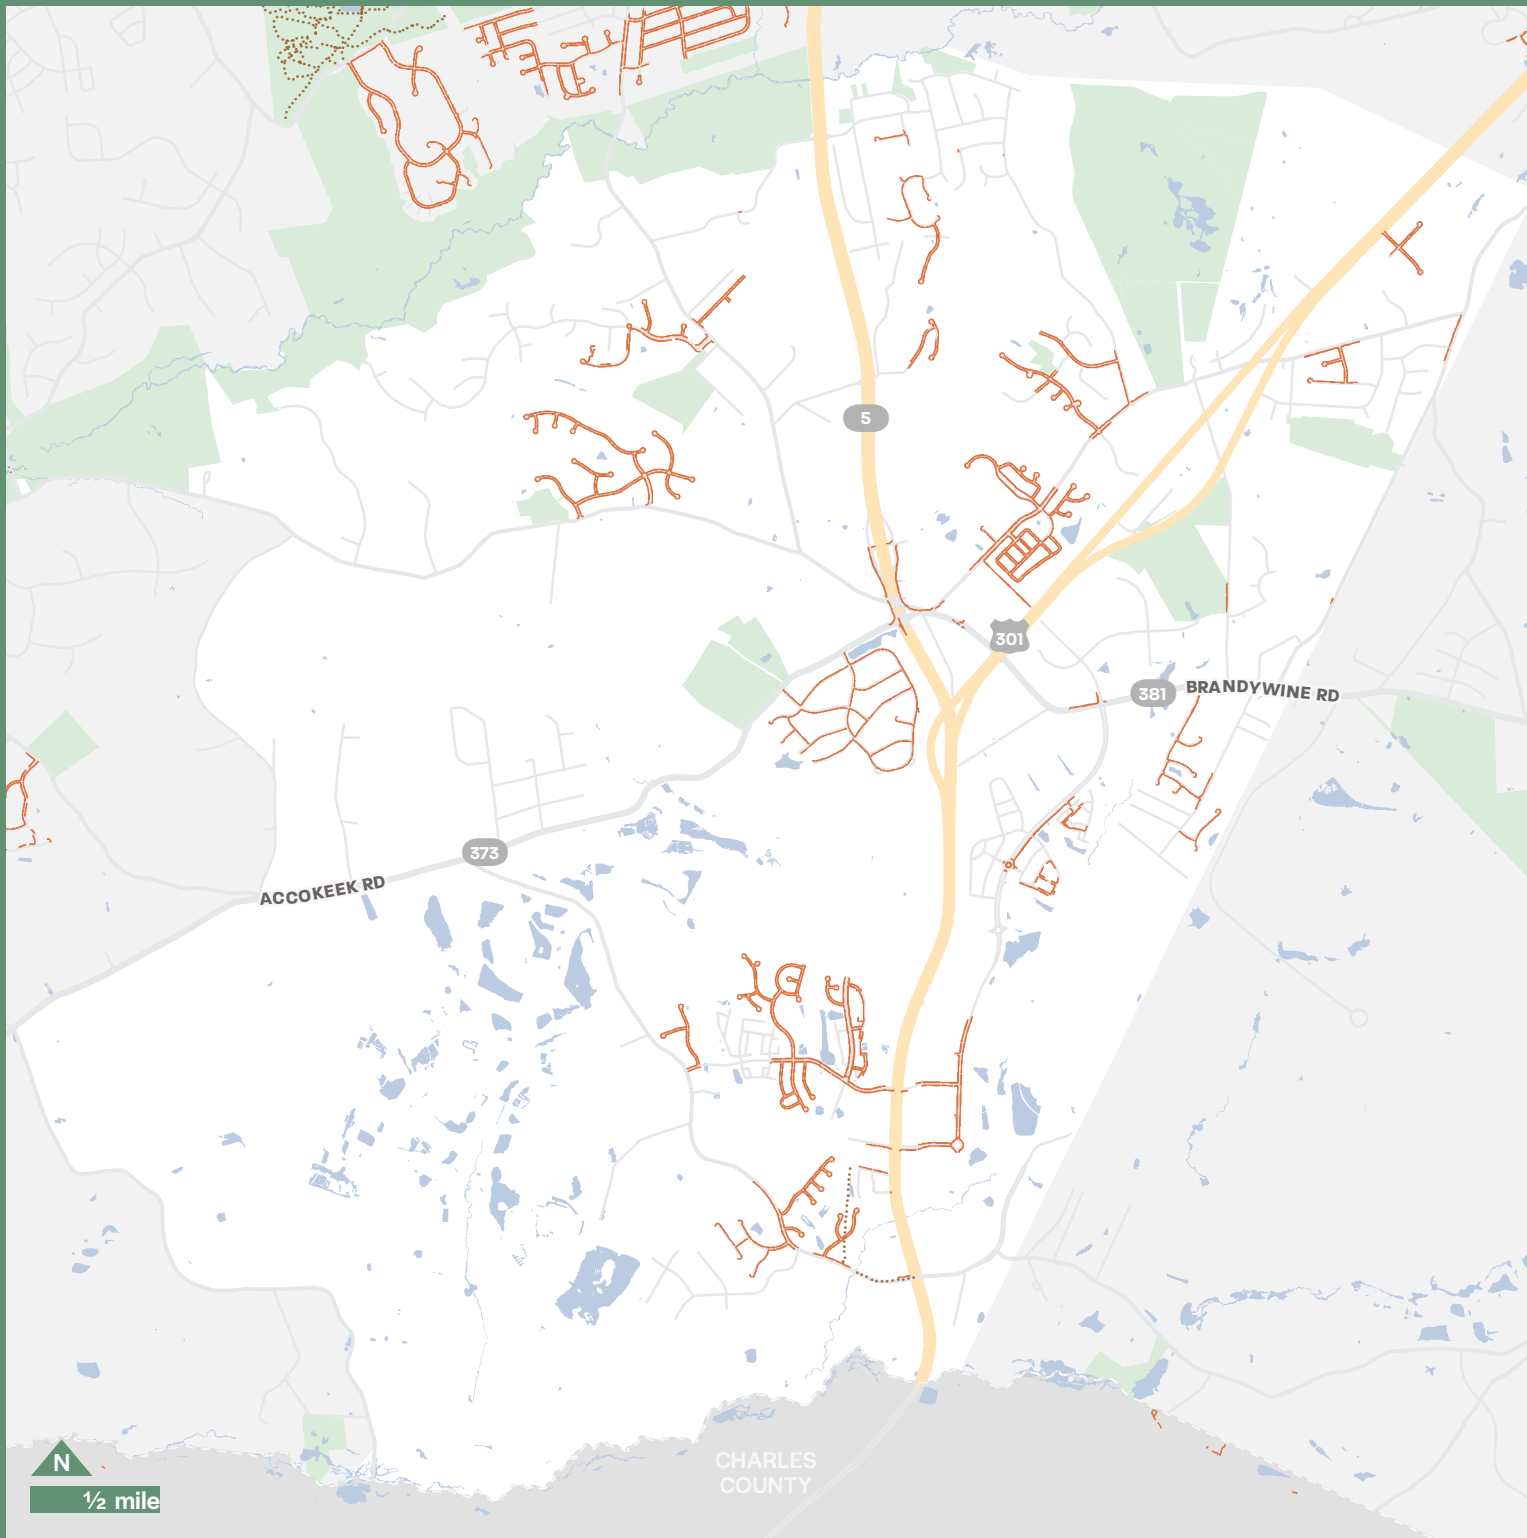 5
301
381
BRANDYWINE RD
373
ACCOKEEK RD
CHARLES
COUNTY
N
½ mile